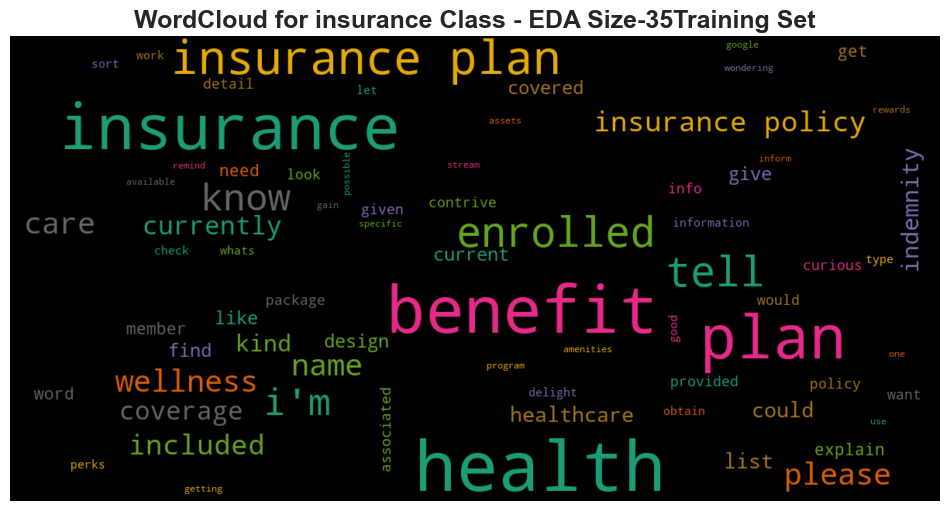 WordCloud for insurance Class - EDA Size-35Training Set
sort
work
insurance plan
google
wondering
get
detail
let
covered
insurance
assets
insurance policy
rewards
remind
need
look
possible
stream
inform
available
know
gain
given
specific
contrive
info
give
indemnity
care
currently
enrolled
information
check
whats
current
tell
curious
type
package
benefit
would
member
like
kind
design
good
plan
find
amenities
one
name
program
wellness
provided
policy
word
i'm
delight
want
coverage
associated
healthcare
obtain
could
use
included
health
explain
perks
list
please
getting